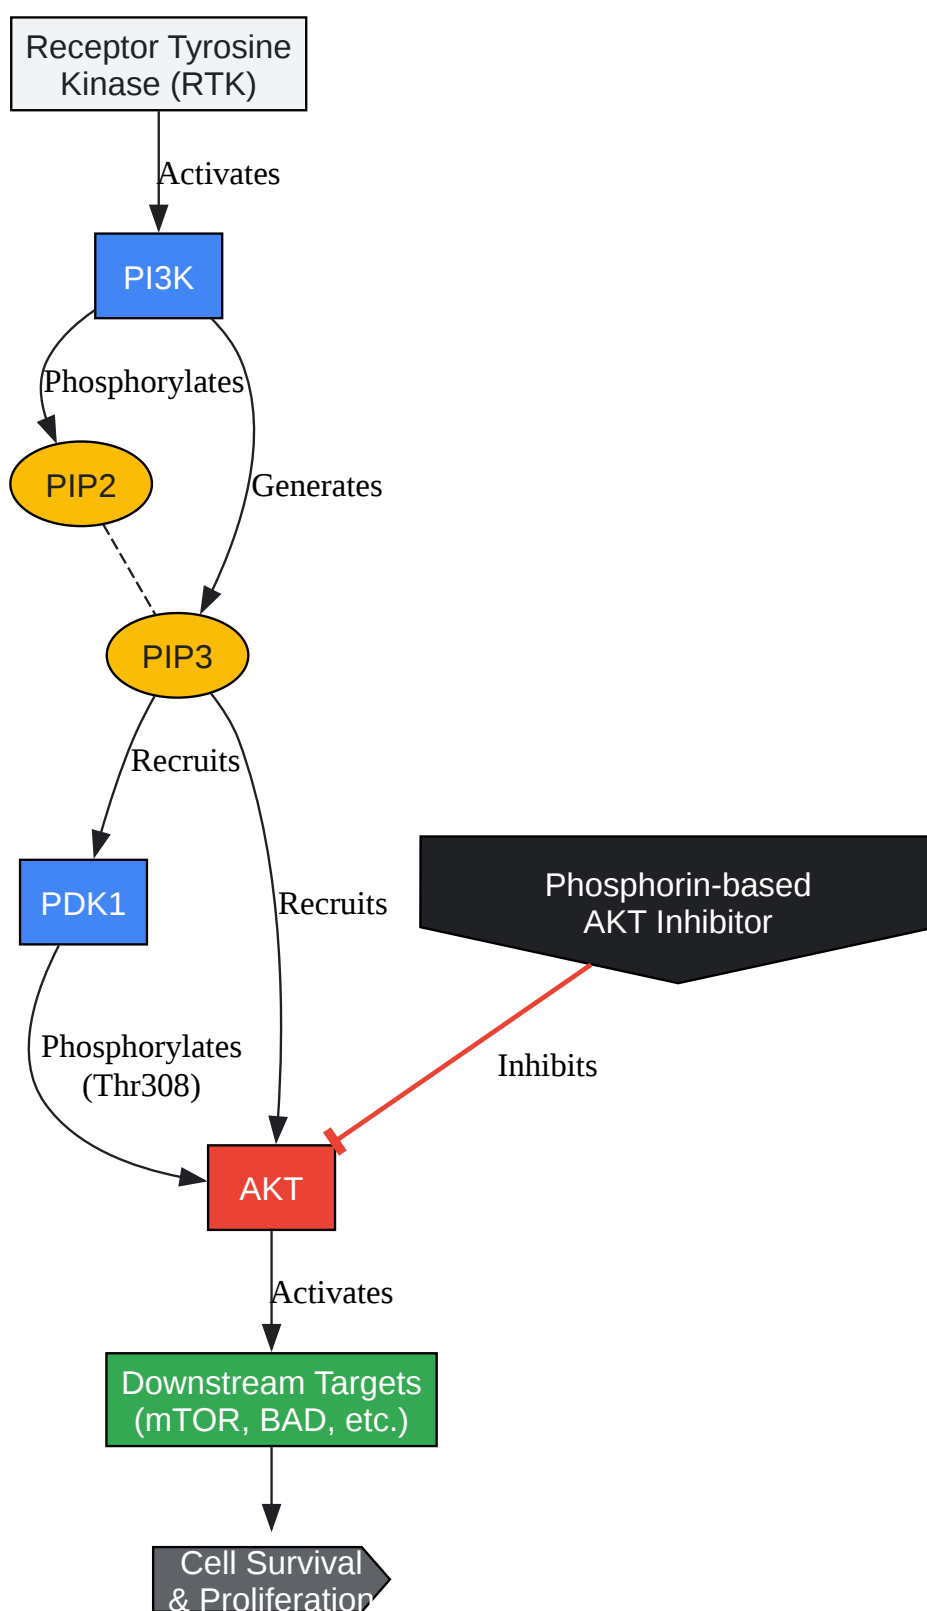 Receptor Tyrosine
Kinase (RTK)
Activates
PI3K
Phosphorylates
PIP2
Generates
PIP3
Recruits
PDK1
Recruits
Phosphorin-based
AKT Inhibitor
Phosphorylates
(Thr308)
Inhibits
AKT
Activates
Downstream Targets
(mTOR, BAD, etc.)
Cell Survival
& Proliferation